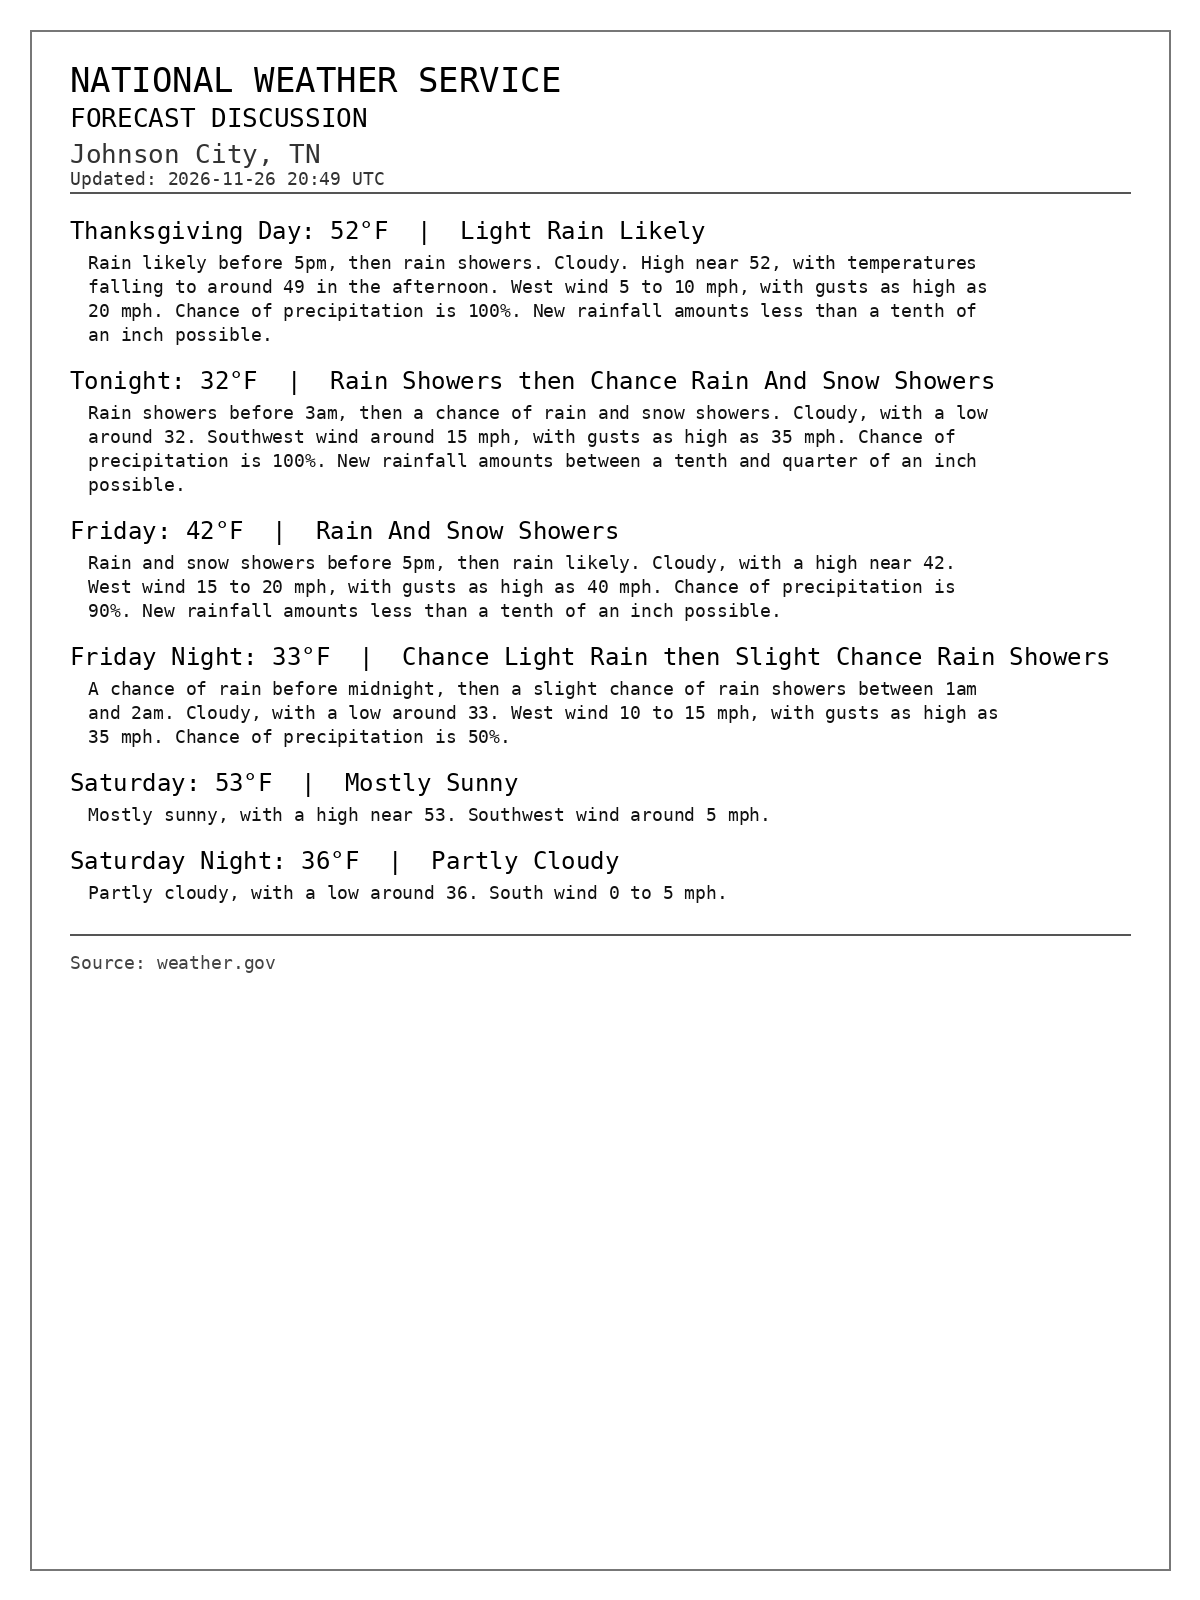 NATIONAL WEATHER SERVICE
FORECAST DISCUSSION
Johnson City, TN
Updated: 2026-11-26 20:49 UTC
Thanksgiving Day: 52°F | Light Rain Likely
Rain likely before 5pm, then rain showers. Cloudy. High near 52, with temperatures
falling to around 49 in the afternoon. West wind 5 to 10 mph, with gusts as high as
20 mph. Chance of precipitation is 100%. New rainfall amounts less than a tenth of
an inch possible.
Tonight: 32°F | Rain Showers then Chance Rain And Snow Showers
Rain showers before 3am, then a chance of rain and snow showers. Cloudy, with a low
around 32. Southwest wind around 15 mph, with gusts as high as 35 mph. Chance of
precipitation is 100%. New rainfall amounts between a tenth and quarter of an inch
possible.
Friday: 42°F | Rain And Snow Showers
Rain and snow showers before 5pm, then rain likely. Cloudy, with a high near 42.
West wind 15 to 20 mph, with gusts as high as 40 mph. Chance of precipitation is
90%. New rainfall amounts less than a tenth of an inch possible.
Friday Night: 33°F | Chance Light Rain then Slight Chance Rain Showers
A chance of rain before midnight, then a slight chance of rain showers between 1am
and 2am. Cloudy, with a low around 33. West wind 10 to 15 mph, with gusts as high as
35 mph. Chance of precipitation is 50%.
Saturday: 53°F | Mostly Sunny
Mostly sunny, with a high near 53. Southwest wind around 5 mph.
Saturday Night: 36°F | Partly Cloudy
Partly cloudy, with a low around 36. South wind 0 to 5 mph.
Source: weather.gov